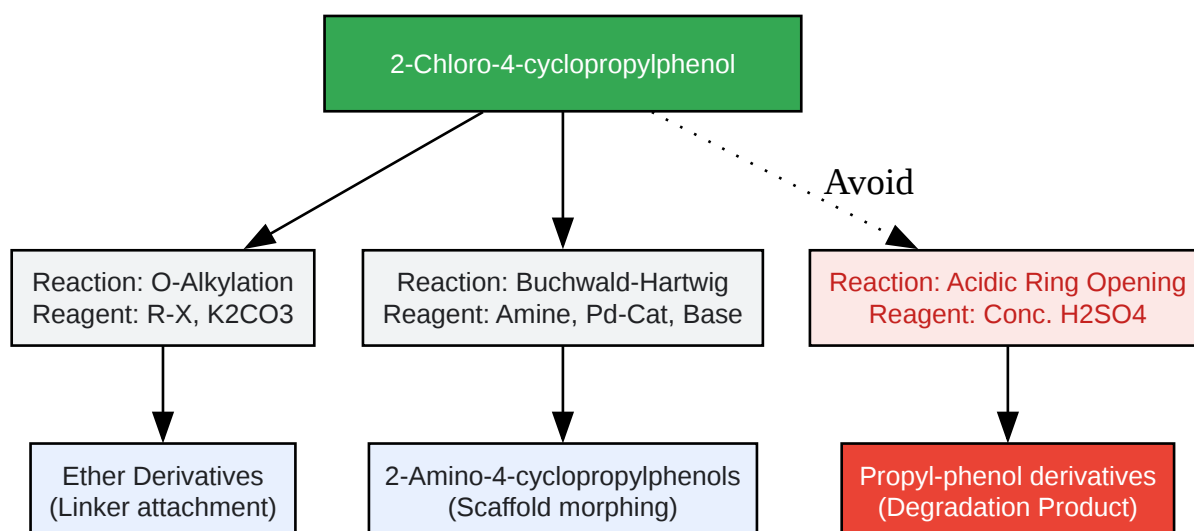 2-Chloro-4-cyclopropylphenol
Avoid
Reaction: O-Alkylation
Reagent: R-X, K2CO3
Reaction: Buchwald-Hartwig
Reagent: Amine, Pd-Cat, Base
Reaction: Acidic Ring Opening
Reagent: Conc. H2SO4
Ether Derivatives
(Linker attachment)
2-Amino-4-cyclopropylphenols
(Scaffold morphing)
Propyl-phenol derivatives
(Degradation Product)